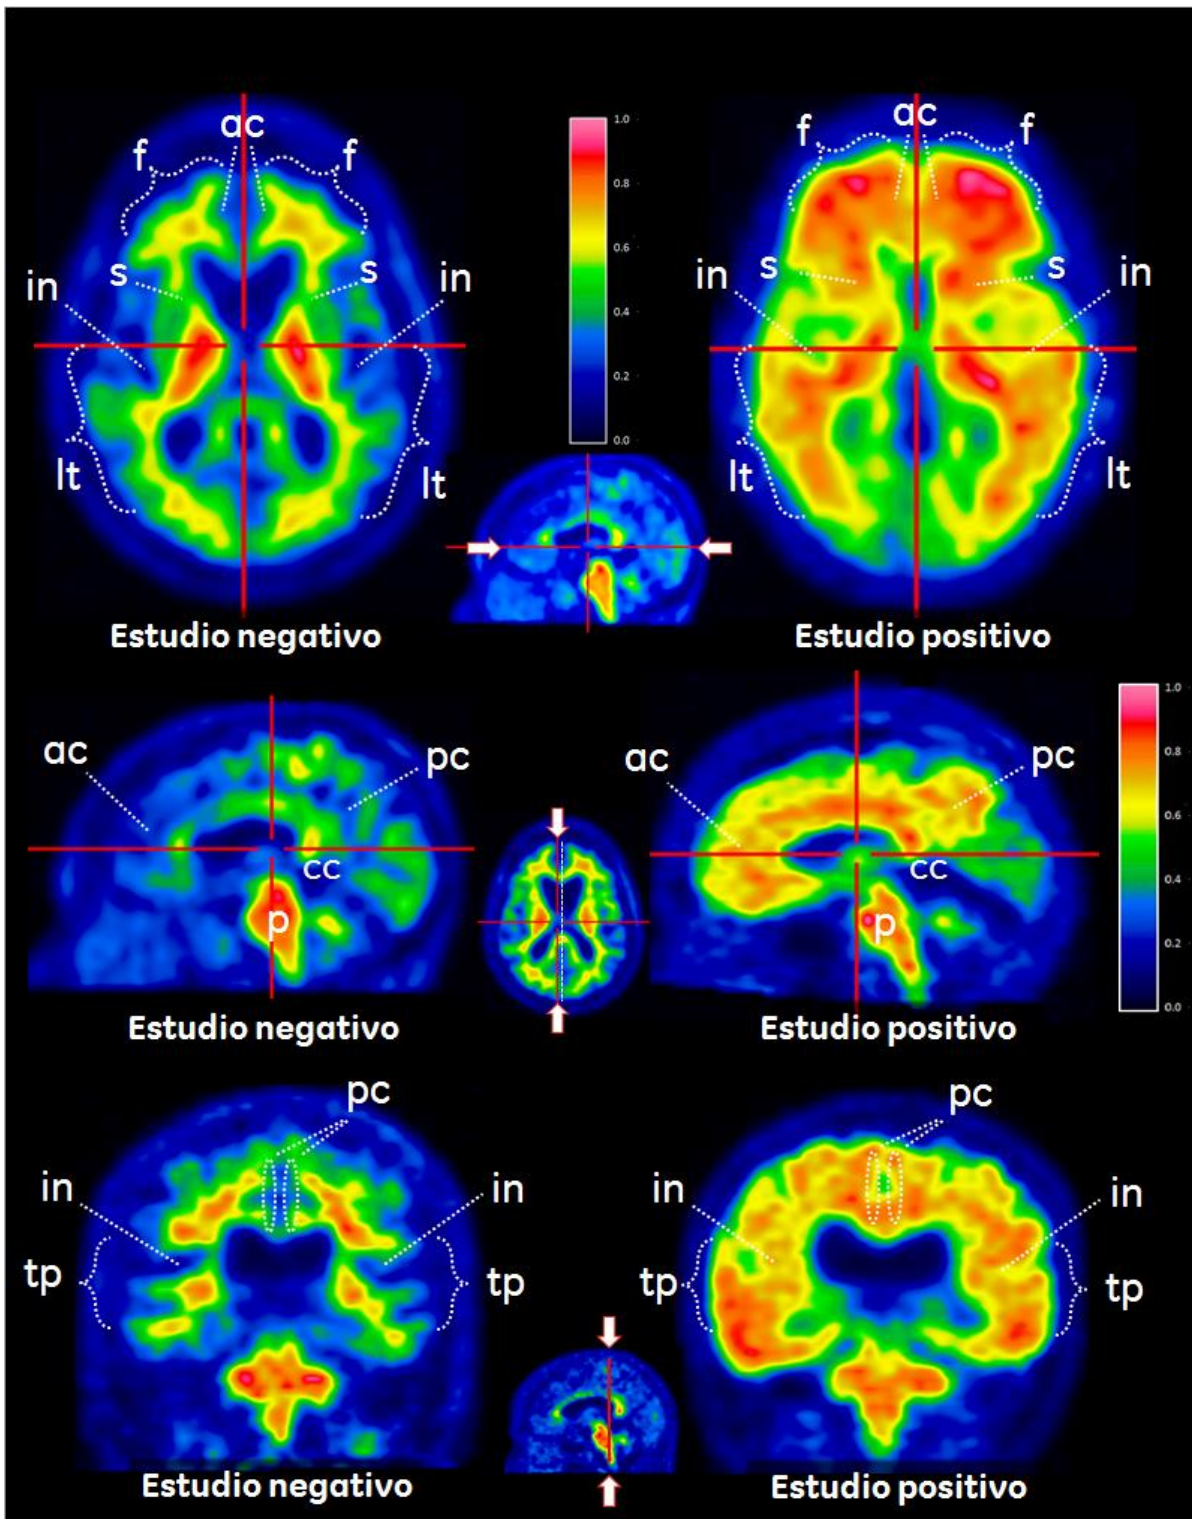 ac
f f
1.0
0.8
0.6
0.4
0.2
0.0
in s s in
lt lt
ac
f f
in s s in
lt lt
Estudio negativo Estudio positivo
ac pc
cc
p
ac pc
cc
p
1.0
0.8
0.6
0.4
0.2
0.0
Estudio negativo Estudio positivo
pc
in in
tp tp
pc
in in
tp tp
Estudio negativo Estudio positivo